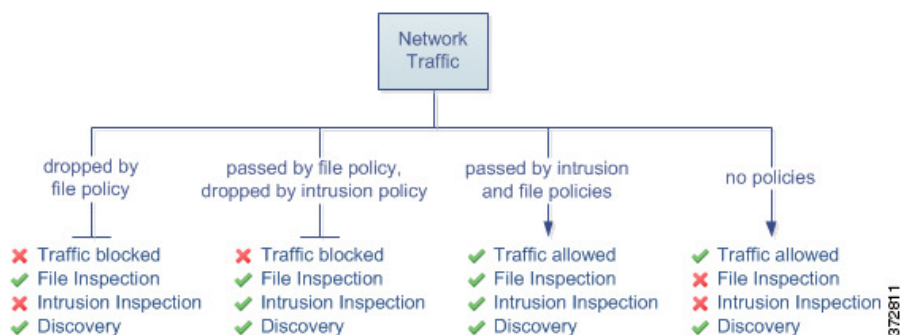 Network
Traffic
dropped by
file policy
passed by file policy,
dropped by intrusion policy
passed by intrusion
and file policies
no policies
Traffic blocked
File Inspection
Intrusion Inspection
Discovery
Traffic blocked
File Inspection
Intrusion Inspection
Discovery
Traffic allowed
File Inspection
Intrusion Inspection
Discovery
Traffic allowed
File Inspection
Intrusion Inspection
Discovery
372811